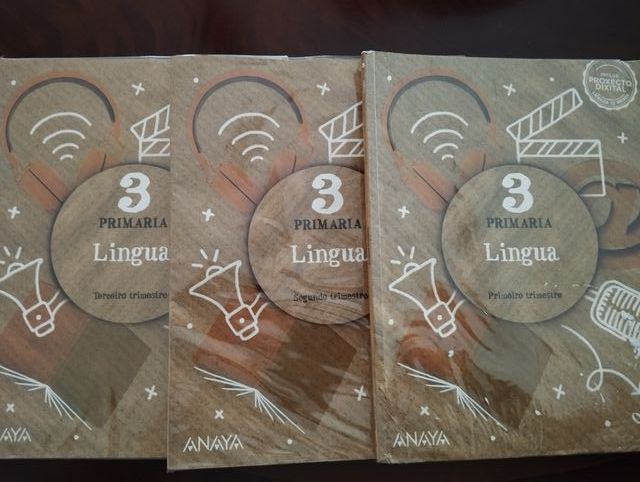 3
PRIMARIA
Lingua
Terceiro trimestre
ANAYA
3
PRIMARIA
Lingua
Segundo trimestre
ANAYA
INCLÚE
PROXECTO
DIXITAL
3
PRIMARIA
Lingua
Primeiro trimestre
ANAYA